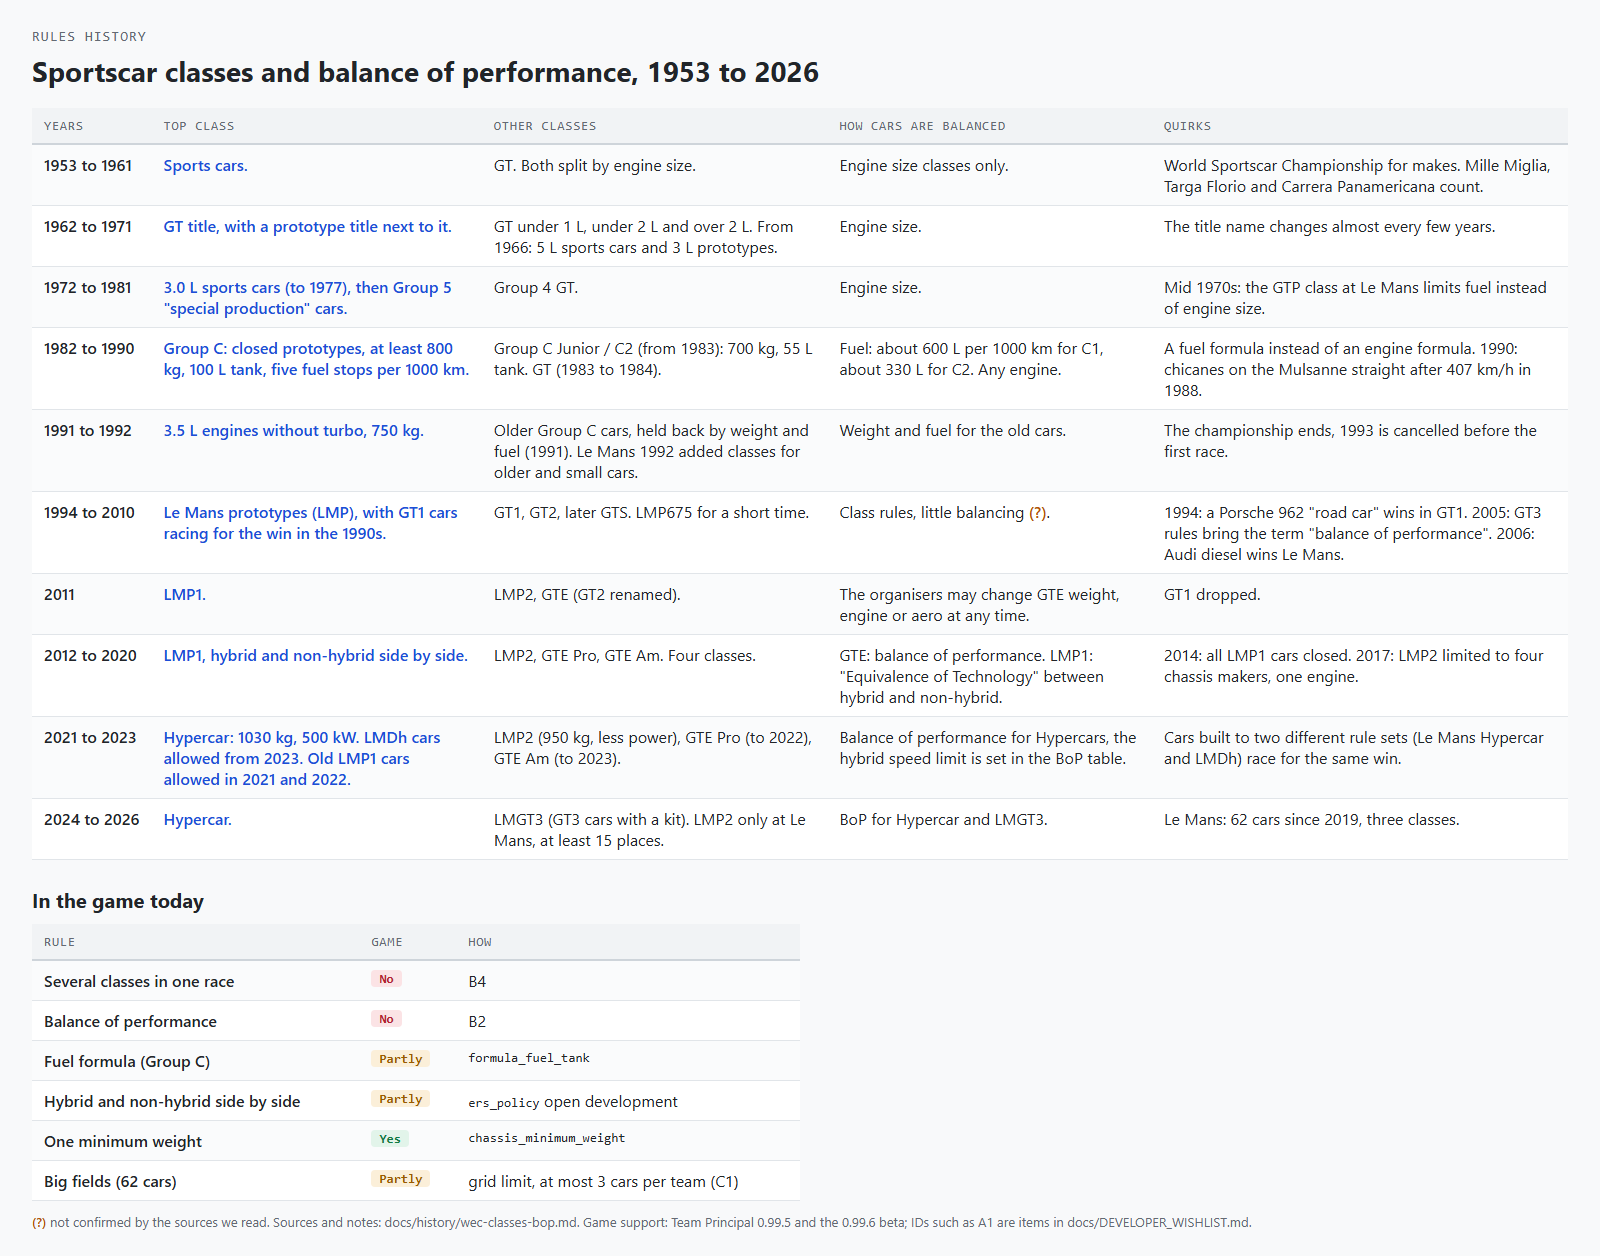 RULES HISTORY
Sportscar classes and balance of performance, 1953 to 2026
YEARS TOP CLASS OTHER CLASSES HOW CARS ARE BALANCED QUIRKS
1953 to 1961 Sports cars. GT. Both split by engine size. Engine size classes only. World Sportscar Championship for makes. Mille Miglia,
Targa Florio and Carrera Panamericana count.
1962 to 1971 GT title, with a prototype title next to it. GT under 1 L, under 2 L and over 2 L. From Engine size. The title name changes almost every few years.
1966: 5 L sports cars and 3 L prototypes.
1972 to 1981 3.0 L sports cars (to 1977), then Group 5 Group 4 GT. Engine size. Mid 1970s: the GTP class at Le Mans limits fuel instead
"special production" cars. of engine size.
1982 to 1990 Group C: closed prototypes, at least 800 Group C Junior / C2 (from 1983): 700 kg, 55 L Fuel: about 600 L per 1000 km for C1, A fuel formula instead of an engine formula. 1990:
kg, 100 L tank, five fuel stops per 1000 km. tank. GT (1983 to 1984). about 330 L for C2. Any engine. chicanes on the Mulsanne straight after 407 km/h in
1988.
1991 to 1992 3.5 L engines without turbo, 750 kg. Older Group C cars, held back by weight and Weight and fuel for the old cars. The championship ends, 1993 is cancelled before the
fuel (1991). Le Mans 1992 added classes for first race.
older and small cars.
1994 to 2010 Le Mans prototypes (LMP), with GT1 cars GT1, GT2, later GTS. LMP675 for a short time. Class rules, little balancing (?). 1994: a Porsche 962 "road car" wins in GT1. 2005: GT3
racing for the win in the 1990s. rules bring the term "balance of performance". 2006:
Audi diesel wins Le Mans.
2011 LMP1. LMP2, GTE (GT2 renamed). The organisers may change GTE weight, GT1 dropped.
engine or aero at any time.
2012 to 2020 LMP1, hybrid and non-hybrid side by side. LMP2, GTE Pro, GTE Am. Four classes. GTE: balance of performance. LMP1: 2014: all LMP1 cars closed. 2017: LMP2 limited to four
"Equivalence of Technology" between chassis makers, one engine.
hybrid and non-hybrid.
2021 to 2023 Hypercar: 1030 kg, 500 kW. LMDh cars LMP2 (950 kg, less power), GTE Pro (to 2022), Balance of performance for Hypercars, the Cars built to two different rule sets (Le Mans Hypercar
allowed from 2023. Old LMP1 cars GTE Am (to 2023). hybrid speed limit is set in the BoP table. and LMDh) race for the same win.
allowed in 2021 and 2022.
2024 to 2026 Hypercar. LMGT3 (GT3 cars with a kit). LMP2 only at Le BoP for Hypercar and LMGT3. Le Mans: 62 cars since 2019, three classes.
Mans, at least 15 places.
In the game today
RULE GAME HOW
Several classes in one race No B4
Balance of performance No B2
Fuel formula (Group C) Partly formula_fuel_tank
Hybrid and non-hybrid side by side Partly ers_policy open development
One minimum weight Yes chassis_minimum_weight
Big fields (62 cars) Partly grid limit, at most 3 cars per team (C1)
(?) not confirmed by the sources we read. Sources and notes: docs/history/wec-classes-bop.md. Game support: Team Principal 0.99.5 and the 0.99.6 beta; IDs such as A1 are items in docs/DEVELOPER_WISHLIST.md.